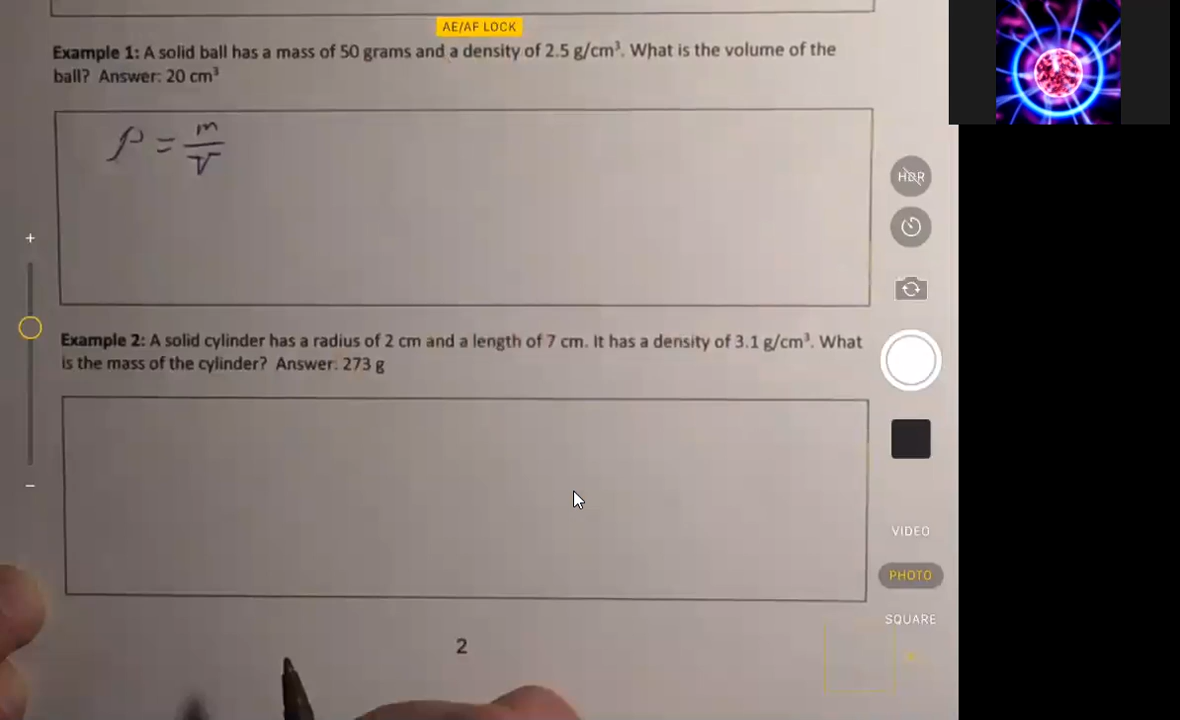 AE/AF LOCK
Example 1: A solid ball has a mass of 50 grams and a density of 2.5 g/cm³. What is the volume of the
ball? Answer: 20 cm³
ρ = m/V
HDR
+
Example 2: A solid cylinder has a radius of 2 cm and a length of 7 cm. It has a density of 3.1 g/cm³. What
is the mass of the cylinder? Answer: 273 g
−
VIDEO
PHOTO
SQUARE
2